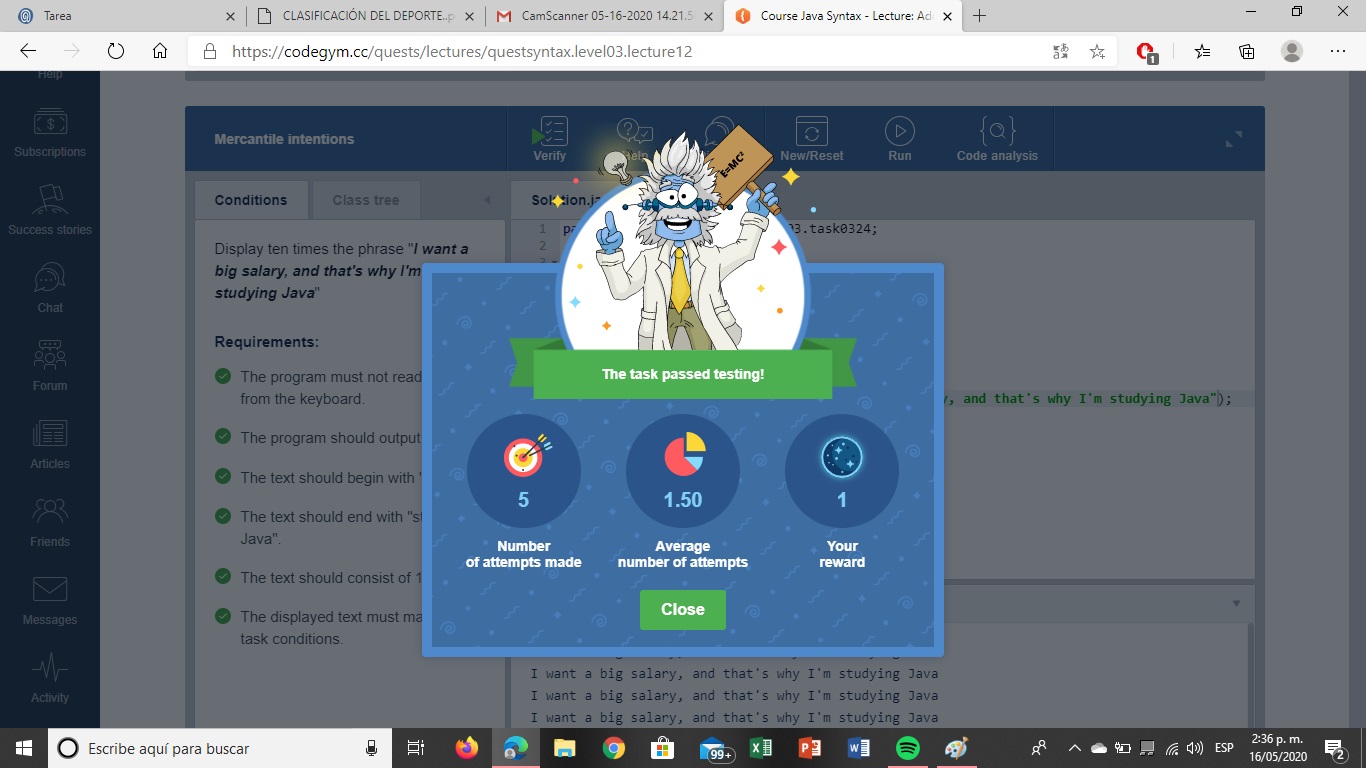 Tarea
CLASIFICACIÓN DEL DEPORTE..p
CamScanner 05-16-2020 14.21.5
Course Java Syntax - Lecture: Ad
https://codegym.cc/quests/lectures/questsyntax.level03.lecture12
1
Help
Subscriptions
Success stories
Chat
Forum
Articles
Friends
Messages
Activity
Mercantile intentions
Verify
Help
New/Reset
Run
Code analysis
E=MC²
Conditions
Class tree
Solution.ja
Display ten times the phrase "I want a
big salary, and that's why I'm
studying Java"
Requirements:
The program must not read
from the keyboard.
The program should output
The text should begin with "
The text should end with "st
Java".
The text should consist of 1
The displayed text must ma
task conditions.
1 pa 03.task0324;
2
3
y, and that's why I'm studying Java");
The task passed testing!
5
Number
of attempts made
1.50
Average
number of attempts
1
Your
reward
Close
I want a big salary, and that's why I'm studying Java
I want a big salary, and that's why I'm studying Java
I want a big salary, and that's why I'm studying Java
Escribe aquí para buscar
99+
ESP
2:36 p. m.
16/05/2020
2